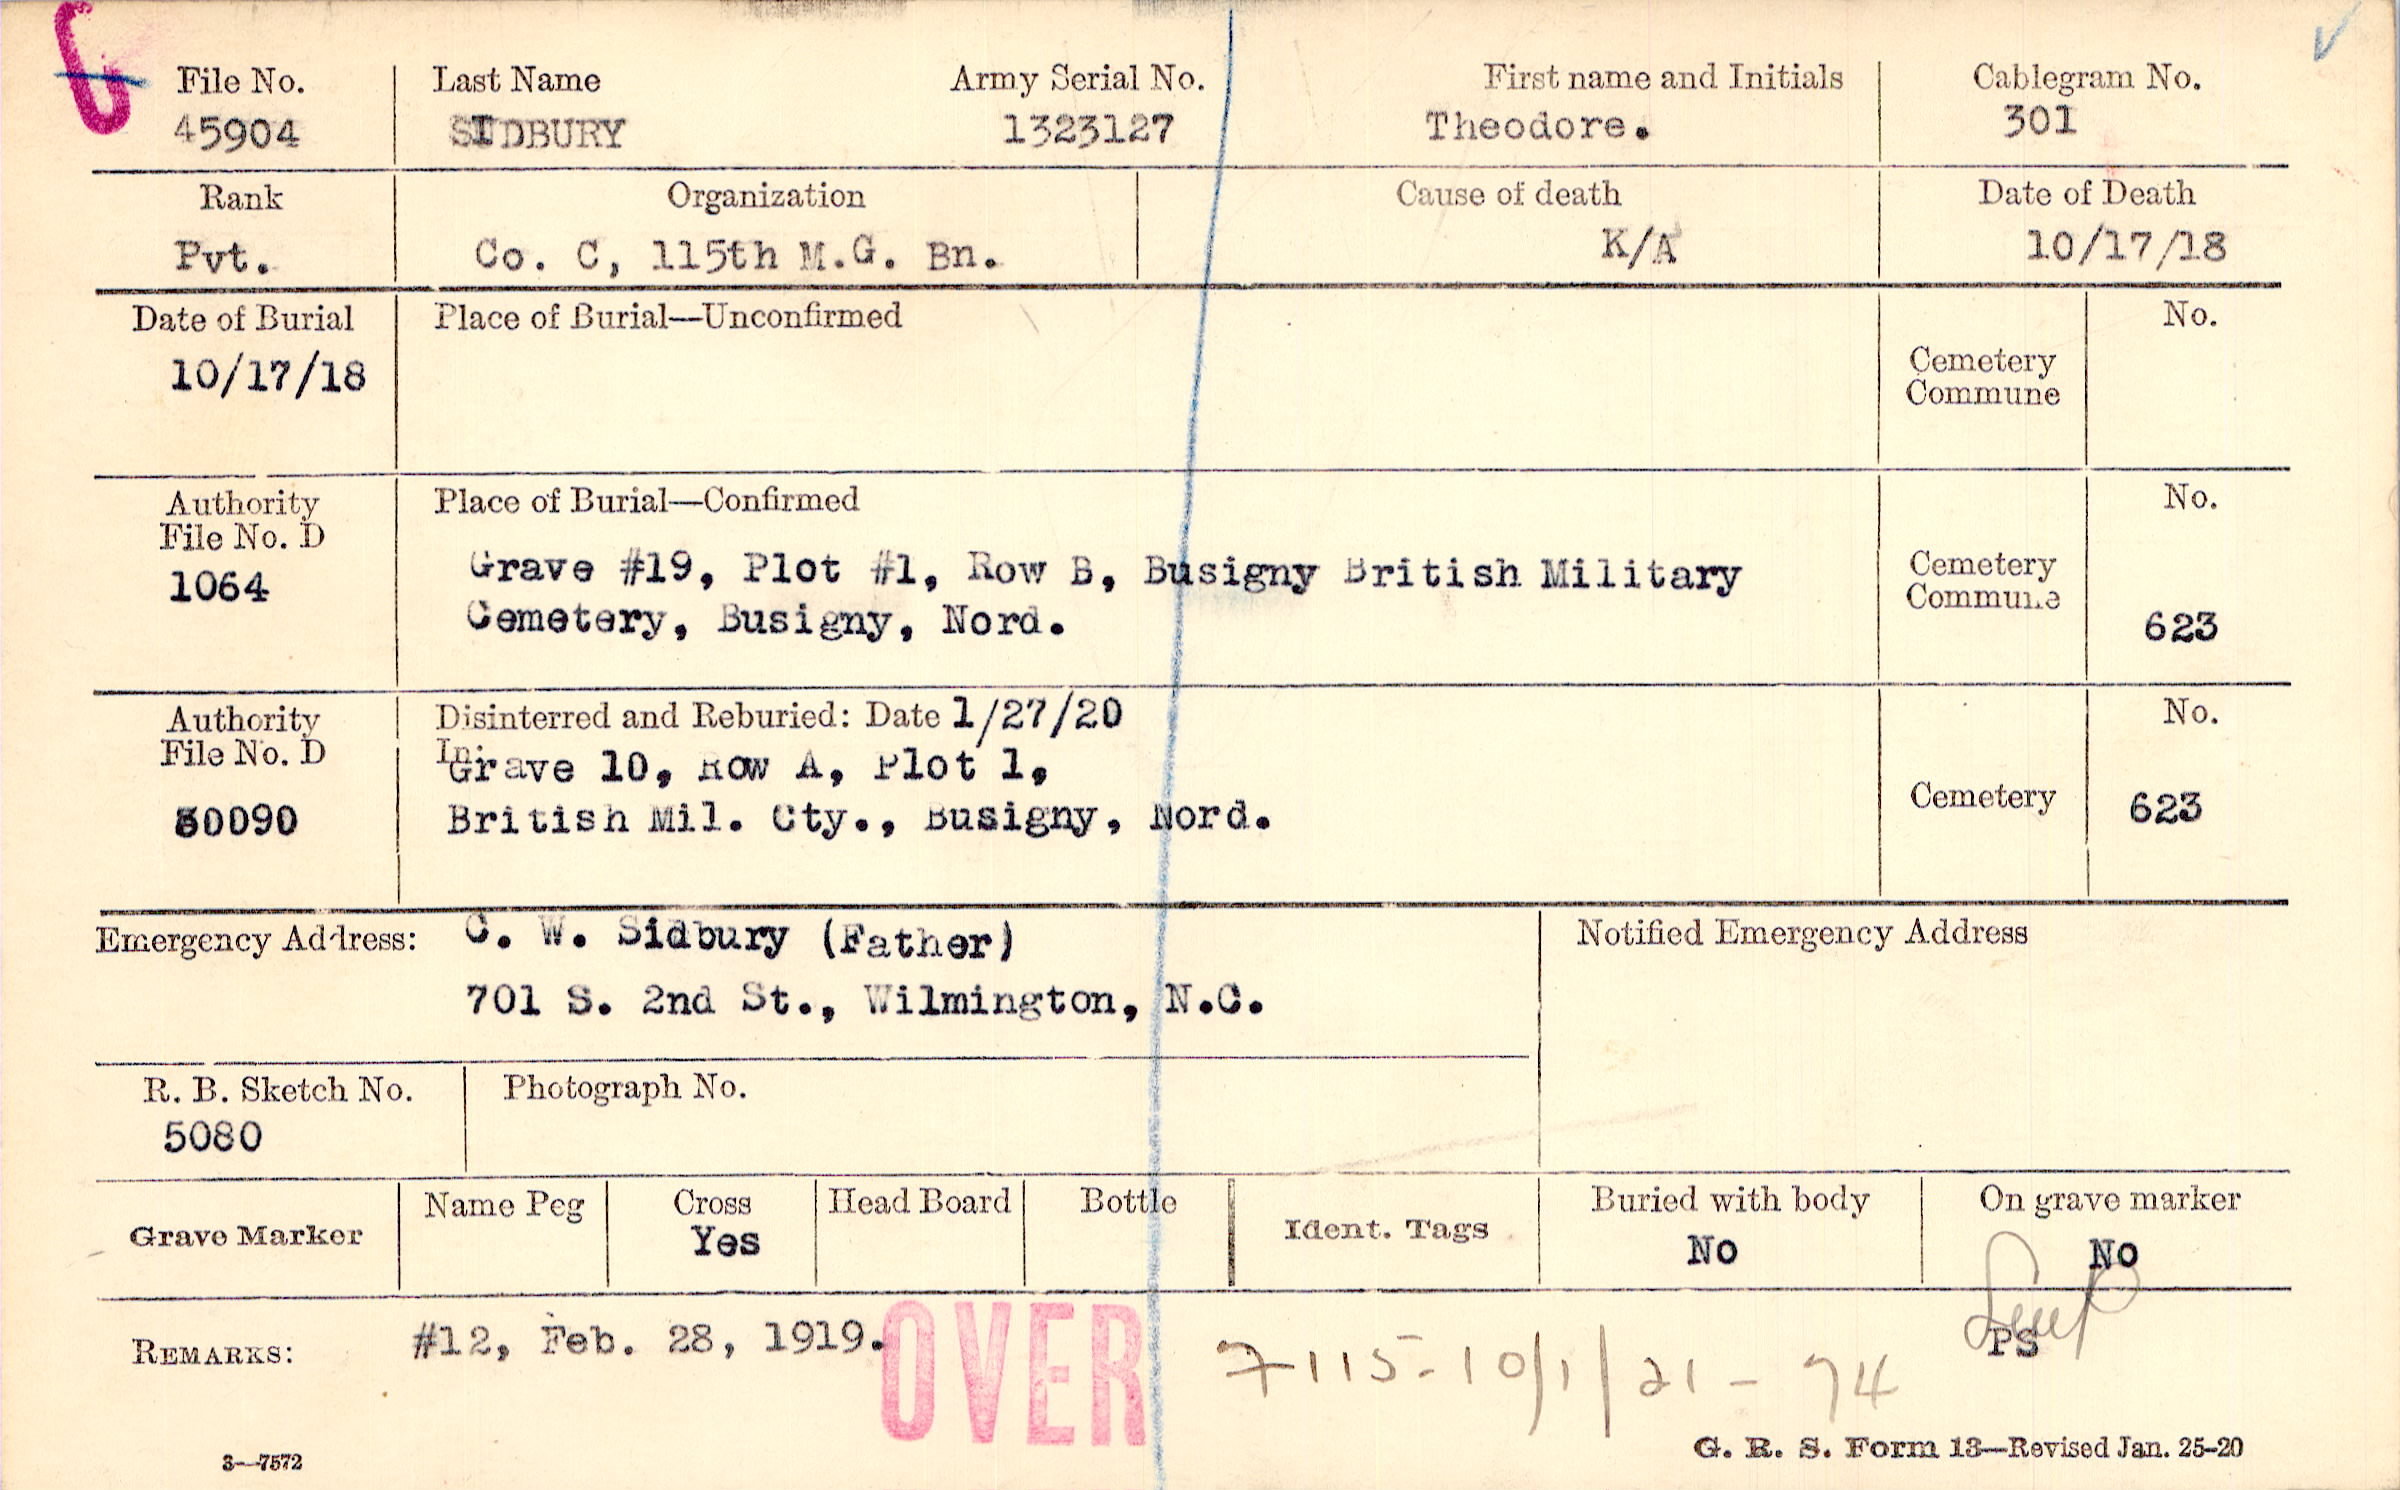 G
File No. Last Name Army Serial No. First name and Initials Cablegram No.
45904 SIDBURY 1323127 Theodore. 301
Rank Organization Cause of death Date of Death
Pvt. Co. C, 115th M.G. Bn. K/A 10/17/18
Date of Burial Place of Burial—Unconfirmed No.
10/17/18 Cemetery
Commune
Authority Place of Burial—Confirmed No.
File No. D
1064 Grave #19, Plot #1, Row B, Busigny British Military Cemetery
Commune
Cemetery, Busigny, Nord. 623
Authority Disinterred and Reburied: Date 1/27/20 No.
File No. D In:
Grave 10, Row A, Plot 1,
0090 British Mil. Cty., Busigny, Nord. Cemetery 623
Emergency Address: C. W. Sidbury (Father) Notified Emergency Address
701 S. 2nd St., Wilmington, N.C.
R. B. Sketch No. Photograph No.
5080
Grave Marker Name Peg Cross Head Board Bottle Ident. Tags Buried with body On grave marker
Yes No No
PS
REMARKS: #12, Feb. 28, 1919. OVER 7115-10/1/21-74
3—7572 G. R. S. Form 13—Revised Jan. 25-20